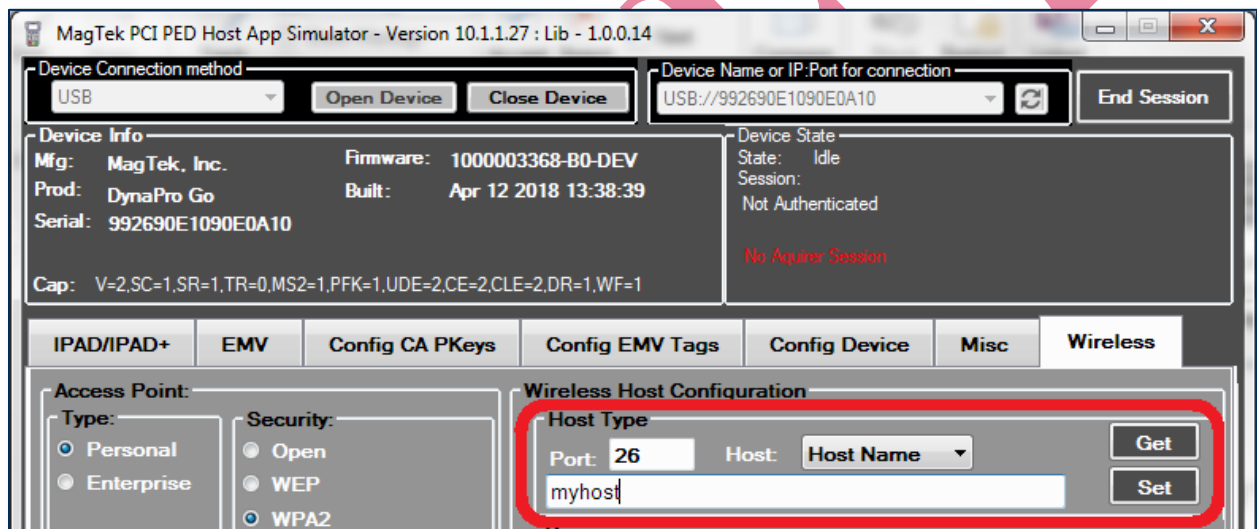 MagTek PCI PED Host App Simulator - Version 10.1.1.27 : Lib - 1.0.0.14
Device Connection method
USB
Open Device
Close Device
Device Name or IP:Port for connection
USB://992690E1090E0A10
End Session
Device Info
Mfg: MagTek, Inc.
Firmware: 1000003368-B0-DEV
Prod: DynaPro Go
Built: Apr 12 2018 13:38:39
Serial: 992690E1090E0A10
Cap: V=2,SC=1,SR=1,TR=0,MS2=1,PFK=1,UDE=2,CE=2,CLE=2,DR=1,WF=1
Device State
State: Idle
Session:
Not Authenticated
No Aquirer Session
IPAD/IPAD+
EMV
Config CA PKeys
Config EMV Tags
Config Device
Misc
Wireless
Access Point:
Type:
Personal
Enterprise
Security:
Open
WEP
WPA2
Wireless Host Configuration
Host Type
Port: 26
Host: Host Name
Get
myhost
Set